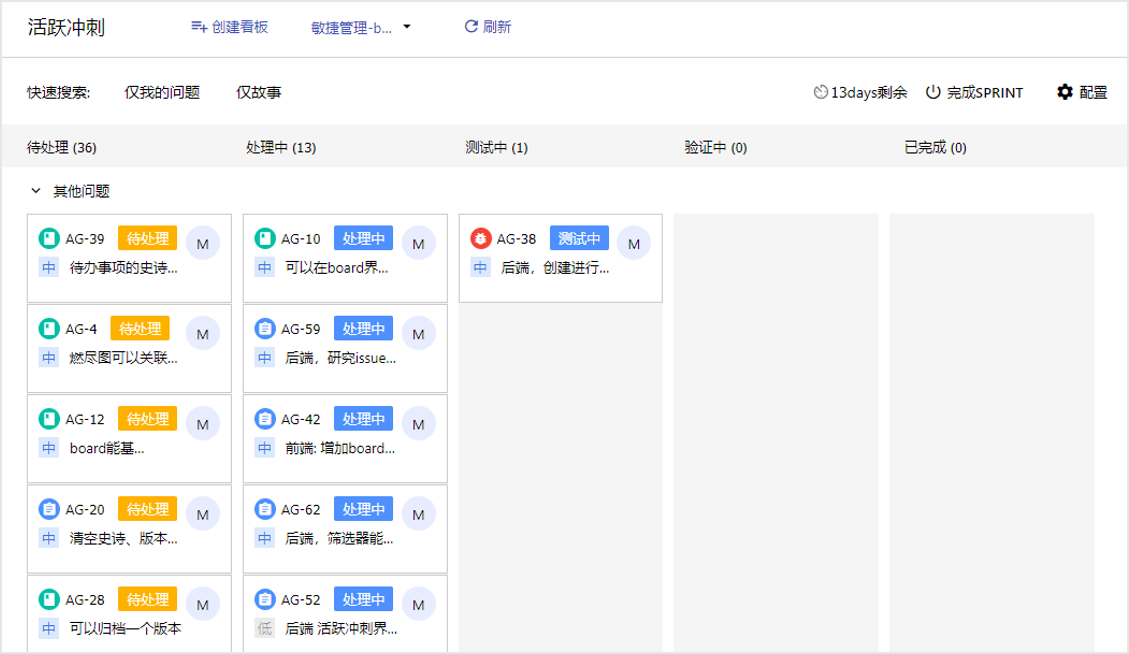 活跃冲刺 创建看板 敏捷管理-b... 刷新
快速搜索: 仅我的问题 仅故事 13days剩余 完成SPRINT 配置
待处理 (36) 处理中 (13) 测试中 (1) 验证中 (0) 已完成 (0)
其他问题
AG-39 待处理 M
中 待办事项的史诗...
AG-10 处理中 M
中 可以在board界...
AG-38 测试中 M
中 后端，创建进行...
AG-4 待处理 M
中 燃尽图可以关联...
AG-59 处理中 M
中 后端，研究issue...
AG-12 待处理 M
中 board能基...
AG-42 处理中 M
中 前端: 增加board...
AG-20 待处理 M
中 清空史诗、版本...
AG-62 处理中 M
中 后端，筛选器能...
AG-28 待处理 M
中 可以归档一个版本
AG-52 处理中 M
低 后端 活跃冲刺界...